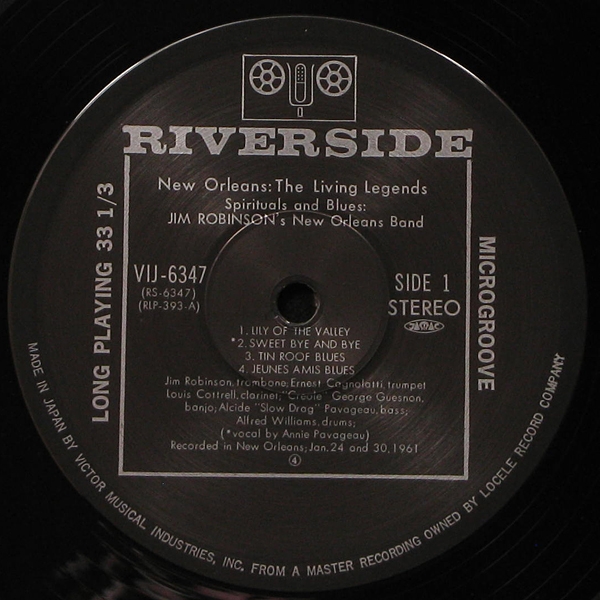 RIVERSIDE
New Orleans: The Living Legends
Spirituals and Blues:
JIM ROBINSON's New Orleans Band
LONG PLAYING 33 1/3
MICROGROOVE
VIJ-6347
(RS-6347)
(RLP-393-A)
SIDE 1
STEREO
JASRAC
1. LILY OF THE VALLEY
*2. SWEET BYE AND BYE
3. TIN ROOF BLUES
4. JEUNES AMIS BLUES
Jim Robinson, trombone; Ernest Cagnolatti, trumpet
Louis Cottrell, clarinet, "Creole" George Guesnon,
banjo; Alcide "Slow Drag" Pavageau, bass;
Alfred Williams, drums;
(*vocal by Annie Pavageau)
Recorded in New Orleans; Jan. 24 and 30, 1961
④
MADE IN JAPAN BY VICTOR MUSICAL INDUSTRIES, INC. FROM A MASTER RECORDING OWNED BY LOCELE RECORD COMPANY